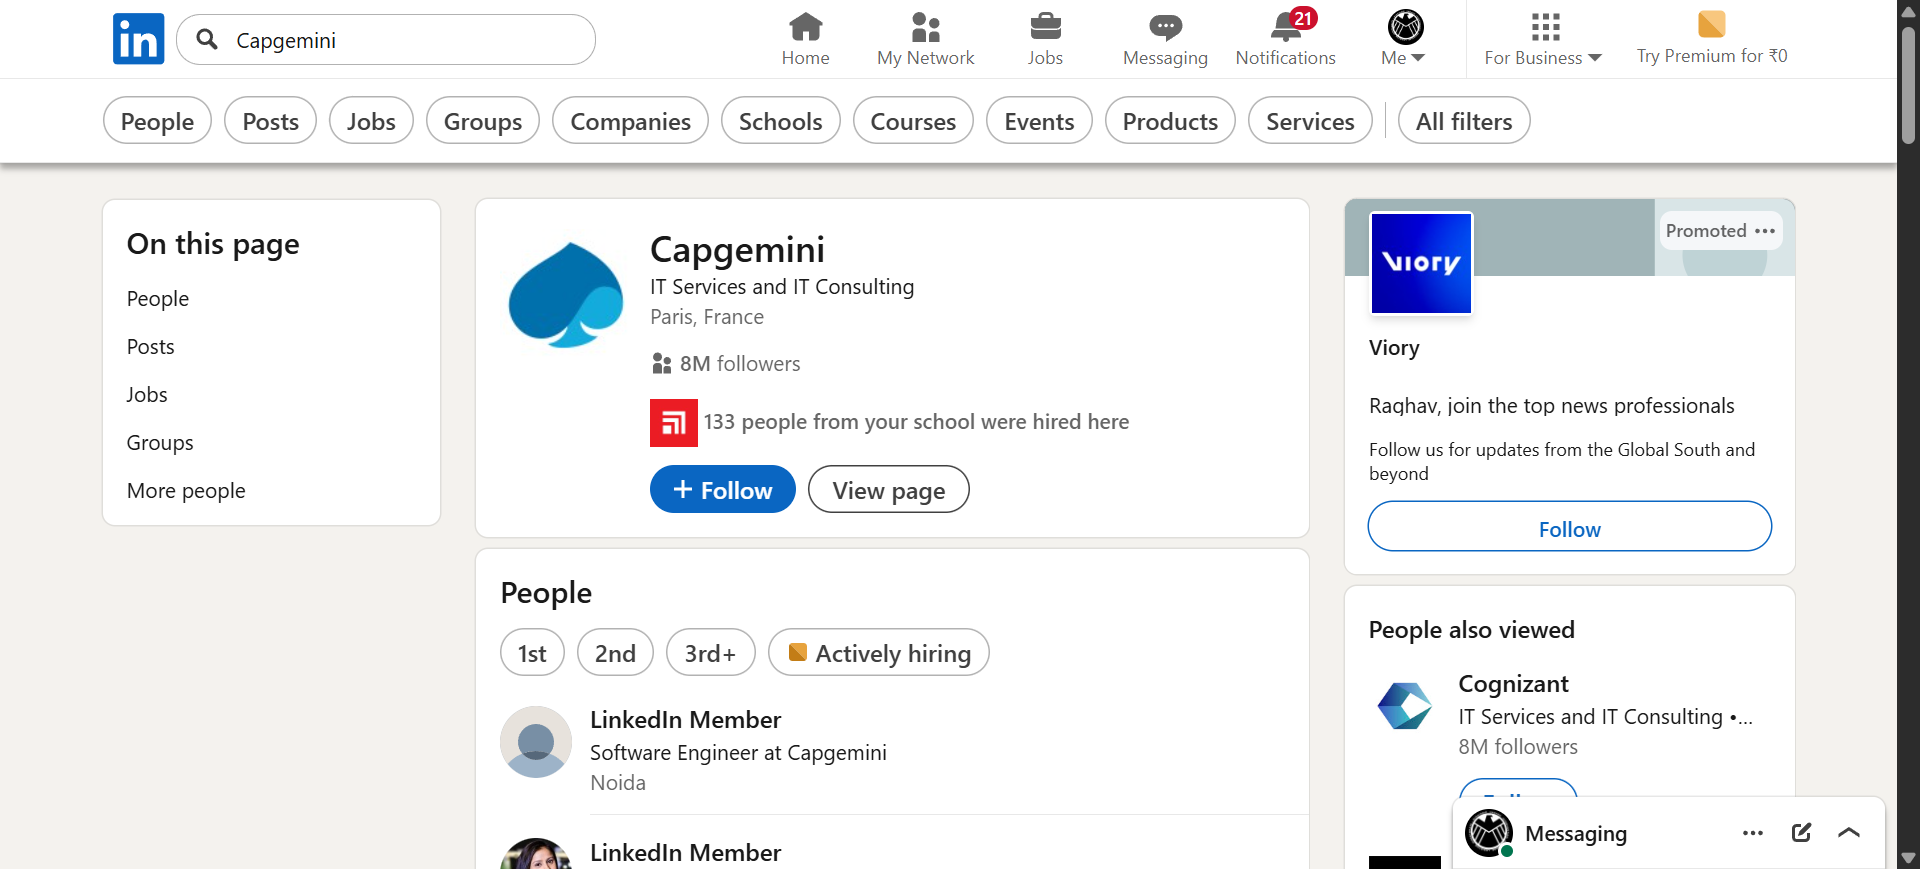 in
Capgemini
Home
My Network
Jobs
Messaging
21
Notifications
Me
For Business
Try Premium for ₹0
People
Posts
Jobs
Groups
Companies
Schools
Courses
Events
Products
Services
All filters
On this page
People
Posts
Jobs
Groups
More people
Capgemini
IT Services and IT Consulting
Paris, France
8M followers
133 people from your school were hired here
+ Follow
View page
People
1st
2nd
3rd+
Actively hiring
LinkedIn Member
Software Engineer at Capgemini
Noida
LinkedIn Member
Promoted •••
viory
Viory
Raghav, join the top news professionals
Follow us for updates from the Global South and
beyond
Follow
People also viewed
Cognizant
IT Services and IT Consulting •...
8M followers
Messaging